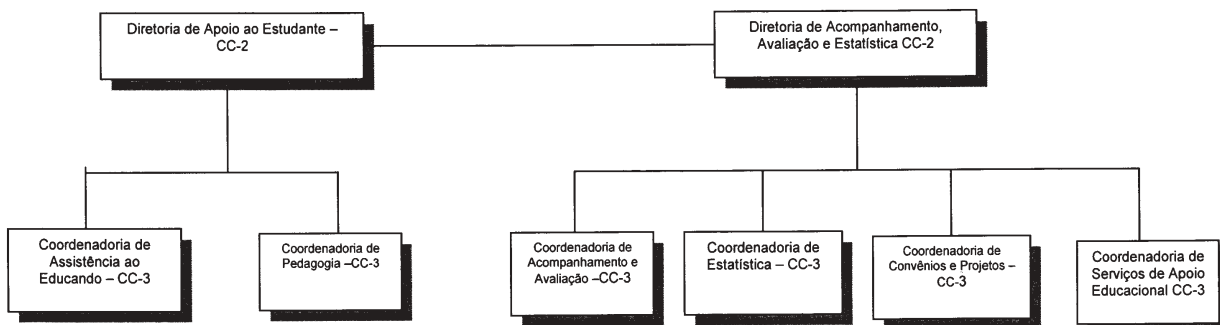 Diretoria de Apoio ao Estudante –
CC-2
Diretoria de Acompanhamento,
Avaliação e Estatística CC-2
Coordenadoria de
Assistência ao
Educando – CC-3
Coordenadoria de
Pedagogia –CC-3
Coordenadoria de
Acompanhamento e
Avaliação –CC-3
Coordenadoria de
Estatística – CC-3
Coordenadoria de
Convênios e Projetos –
CC-3
Coordenadoria de
Serviços de Apoio
Educacional CC-3